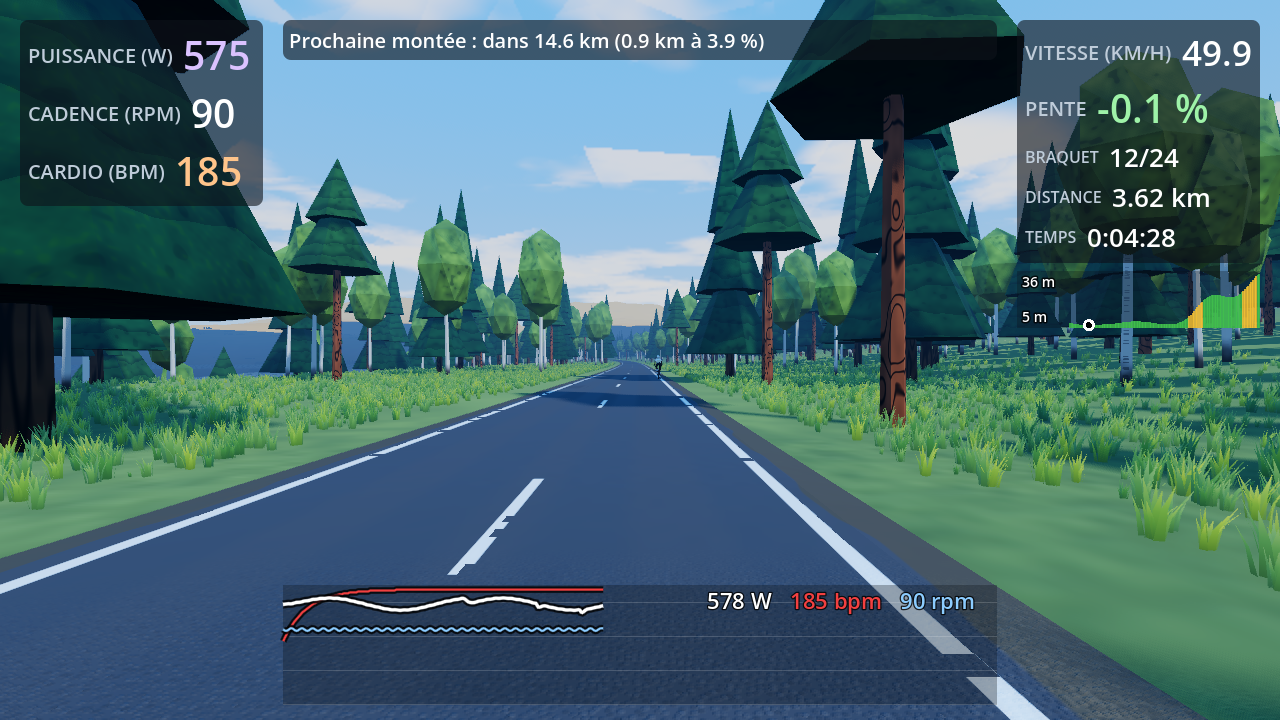 PUISSANCE (W) 575
CADENCE (RPM) 90
CARDIO (BPM) 185
Prochaine montée : dans 14.6 km (0.9 km à 3.9 %)
VITESSE (KM/H) 49.9
PENTE -0.1 %
BRAQUET 12/24
DISTANCE 3.62 km
TEMPS 0:04:28
36 m
5 m
578 W 185 bpm 90 rpm